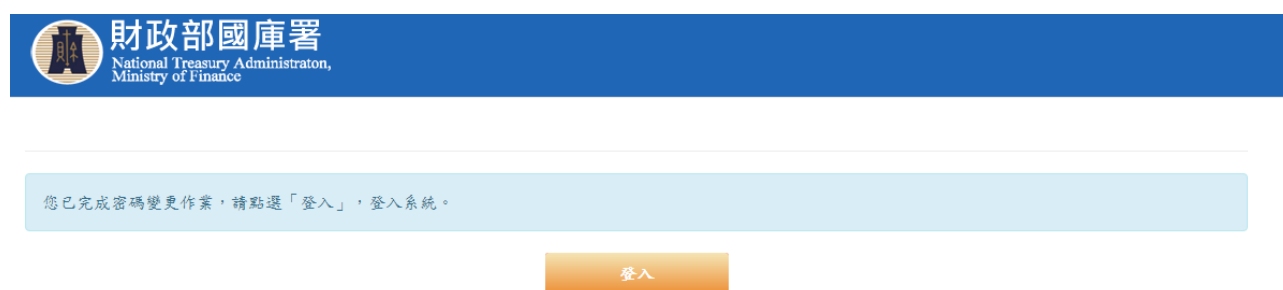 財政部國庫署
National Treasury Administraton,
Ministry of Finance
您已完成密碼變更作業，請點選「登入」，登入系統。
登入